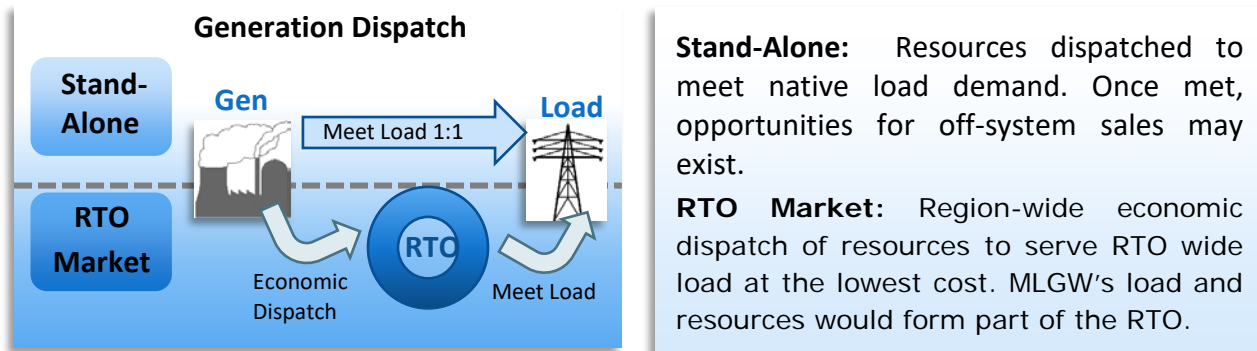 Generation Dispatch
Stand-
Alone
Gen
Load
Meet Load 1:1
RTO
Market
RTO
Economic
Dispatch
Meet Load
Stand-Alone: Resources dispatched to
meet native load demand. Once met,
opportunities for off-system sales may
exist.
RTO Market: Region-wide economic
dispatch of resources to serve RTO wide
load at the lowest cost. MLGW's load and
resources would form part of the RTO.